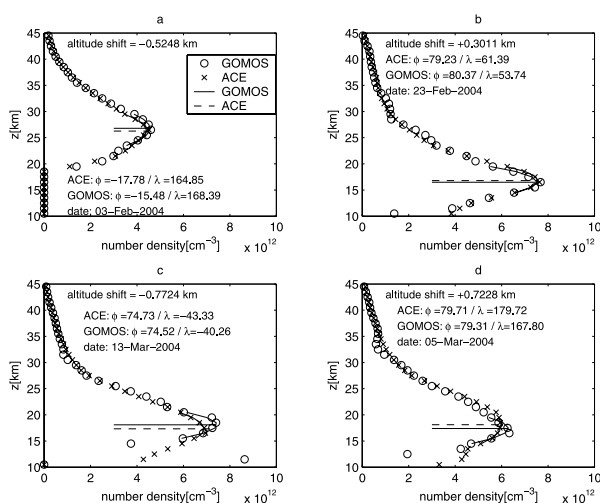 a
altitude shift = −0.5248 km
GOMOS
ACE
GOMOS
ACE
ACE: ϕ =−17.78 / λ =164.85
GOMOS: ϕ =−15.48 / λ =168.39
date: 03−Feb−2004
z[km]
45
40
35
30
25
20
15
10
0 2 4 6 8 10
number density[cm⁻³] x 10¹²
b
altitude shift = +0.3011 km
ACE: ϕ =79.23 / λ =61.39
GOMOS: ϕ =80.37 / λ =53.74
date: 23−Feb−2004
z[km]
45
40
35
30
25
20
15
10
0 2 4 6 8 10
number density[cm⁻³] x 10¹²
c
altitude shift = −0.7724 km
ACE: ϕ =74.73 / λ =−43.33
GOMOS: ϕ =74.52 / λ =−40.26
date: 13−Mar−2004
z[km]
45
40
35
30
25
20
15
10
0 2 4 6 8 10
number density[cm⁻³] x 10¹²
d
altitude shift = +0.7228 km
ACE: ϕ =79.71 / λ =179.72
GOMOS: ϕ =79.31 / λ =167.80
date: 05−Mar−2004
z[km]
45
40
35
30
25
20
15
10
0 2 4 6 8 10
number density[cm⁻³] x 10¹²